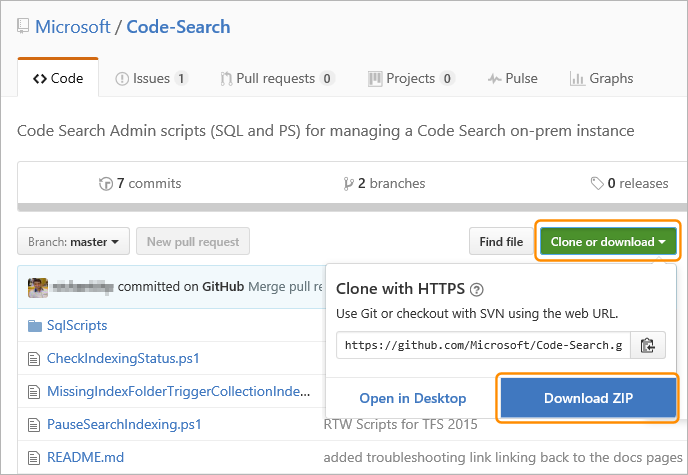 Microsoft / Code-Search
Code Issues 1 Pull requests 0 Projects 0 Pulse Graphs
Code Search Admin scripts (SQL and PS) for managing a Code Search on-prem instance
7 commits 2 branches 0 releases
Branch: master New pull request Find file Clone or download
committed on GitHub Merge pull re
Clone with HTTPS ?
Use Git or checkout with SVN using the web URL.
https://github.com/Microsoft/Code-Search.g
Open in Desktop Download ZIP
SqlScripts
CheckIndexingStatus.ps1
MissingIndexFolderTriggerCollectionInde...
PauseSearchIndexing.ps1 RTW Scripts for TFS 2015
README.md added troubleshooting link linking back to the docs pages